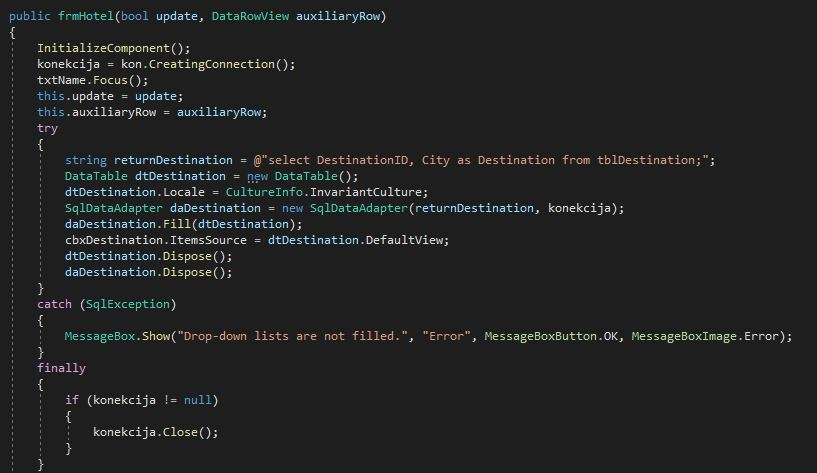 public frmHotel(bool update, DataRowView auxiliaryRow)
{
InitializeComponent();
konekcija = kon.CreatingConnection();
txtName.Focus();
this.update = update;
this.auxiliaryRow = auxiliaryRow;
try
{
string returnDestination = @"select DestinationID, City as Destination from tblDestination;";
DataTable dtDestination = new DataTable();
dtDestination.Locale = CultureInfo.InvariantCulture;
SqlDataAdapter daDestination = new SqlDataAdapter(returnDestination, konekcija);
daDestination.Fill(dtDestination);
cbxDestination.ItemsSource = dtDestination.DefaultView;
dtDestination.Dispose();
daDestination.Dispose();
}
catch (SqlException)
{
MessageBox.Show("Drop-down lists are not filled.", "Error", MessageBoxButton.OK, MessageBoxImage.Error);
}
finally
{
if (konekcija != null)
{
konekcija.Close();
}
}